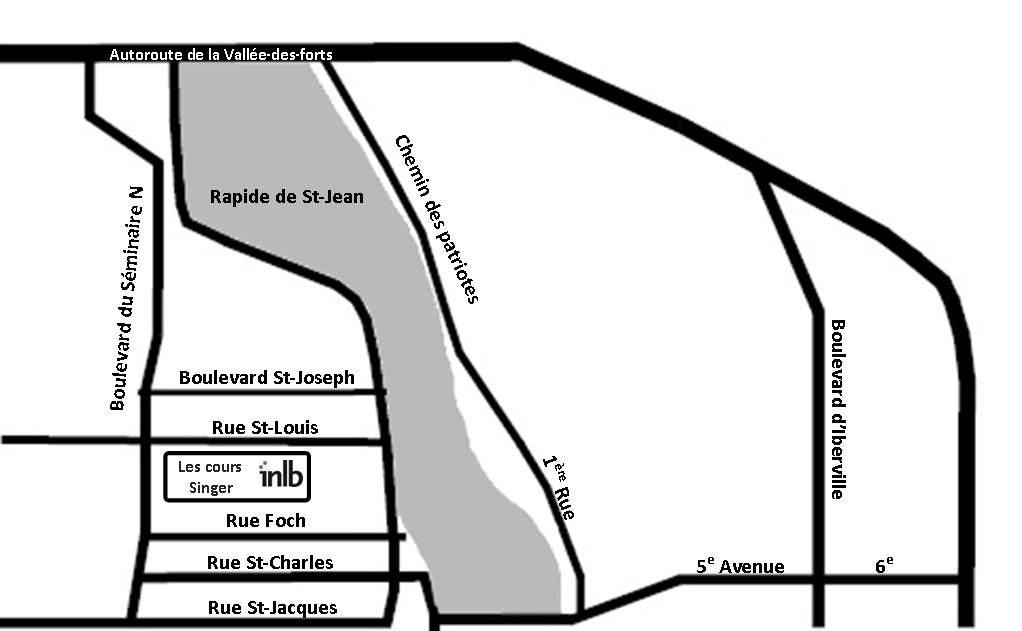 Autoroute de la Vallée-des-forts
Chemin des patriotes
Rapide de St-Jean
Boulevard du Séminaire N
Boulevard d'Iberville
Boulevard St-Joseph
Rue St-Louis
Les cours
Singer
inlb
1ère Rue
Rue Foch
Rue St-Charles
5e Avenue
6e
Rue St-Jacques